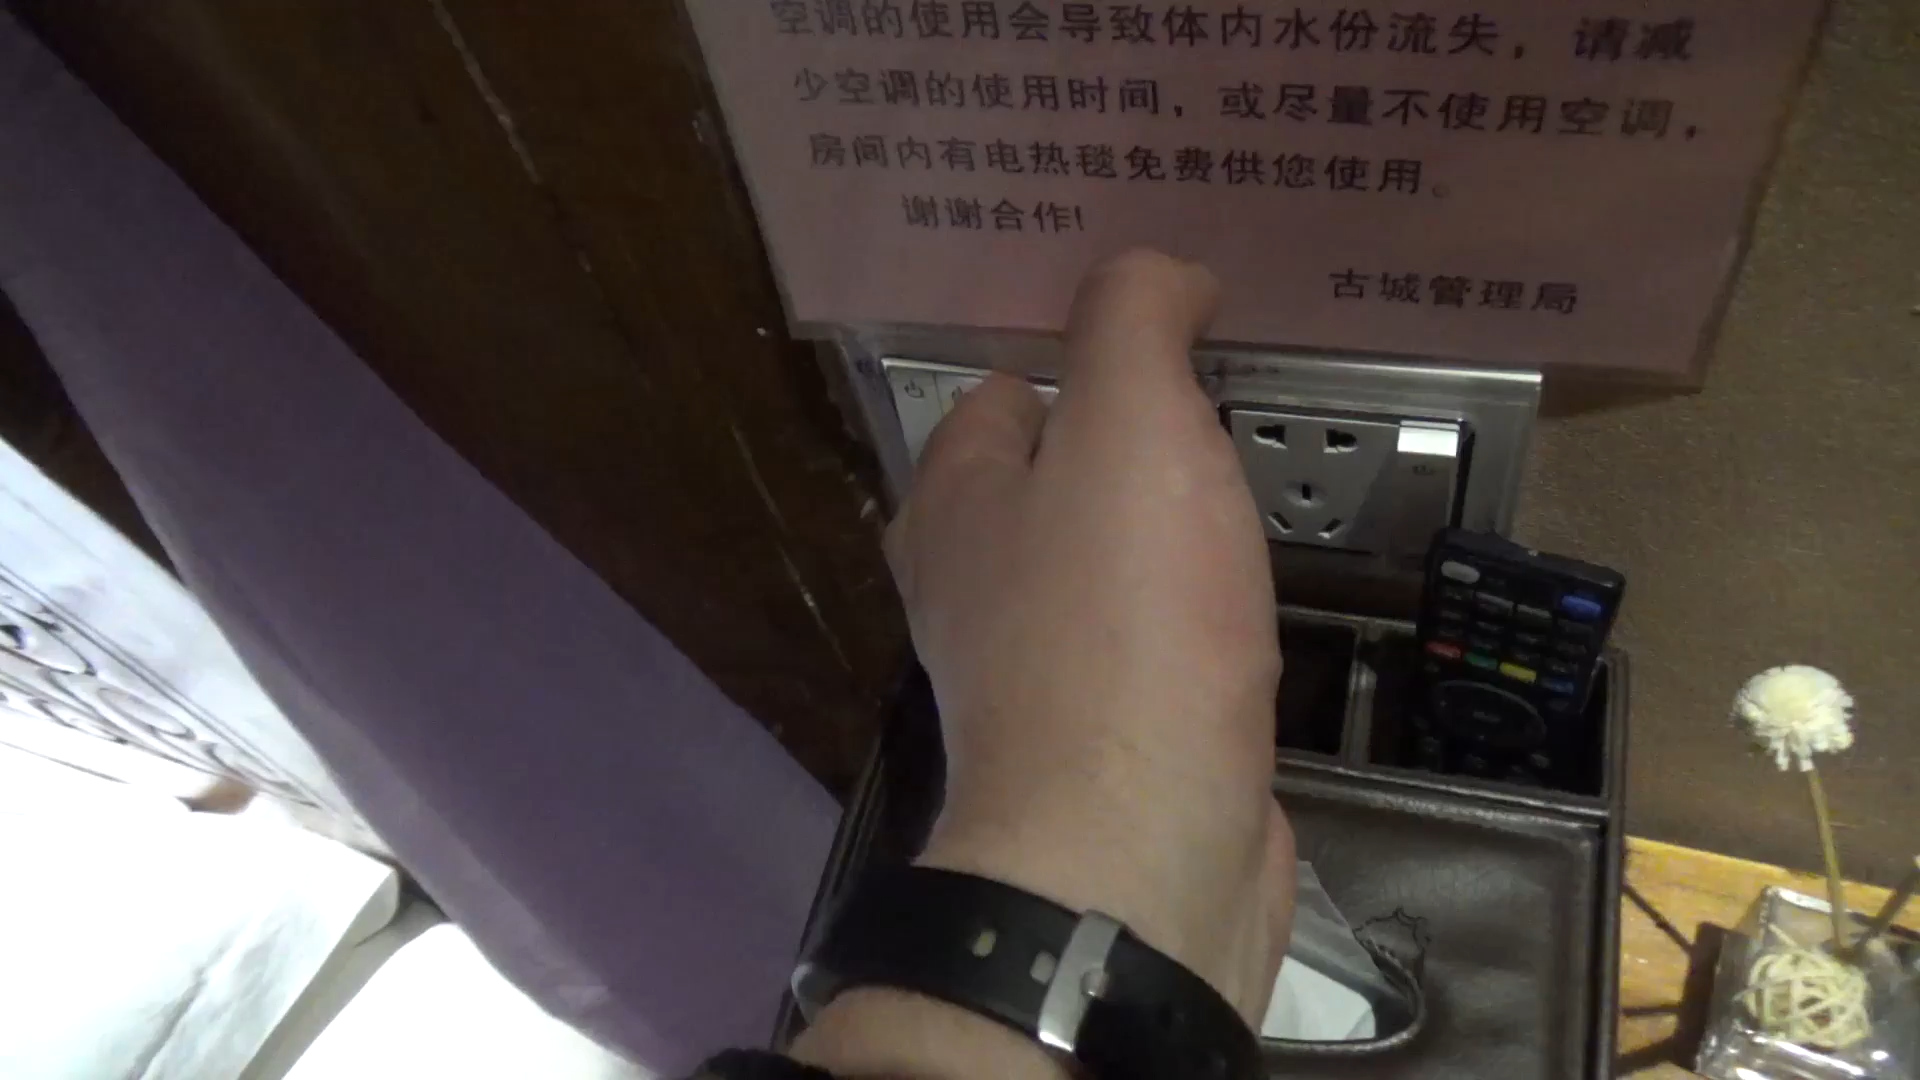 空调的使用会导致体内水份流失，请减
少空调的使用时间，或尽量不使用空调，
房间内有电热毯免费供您使用。
谢谢合作!
古城管理局